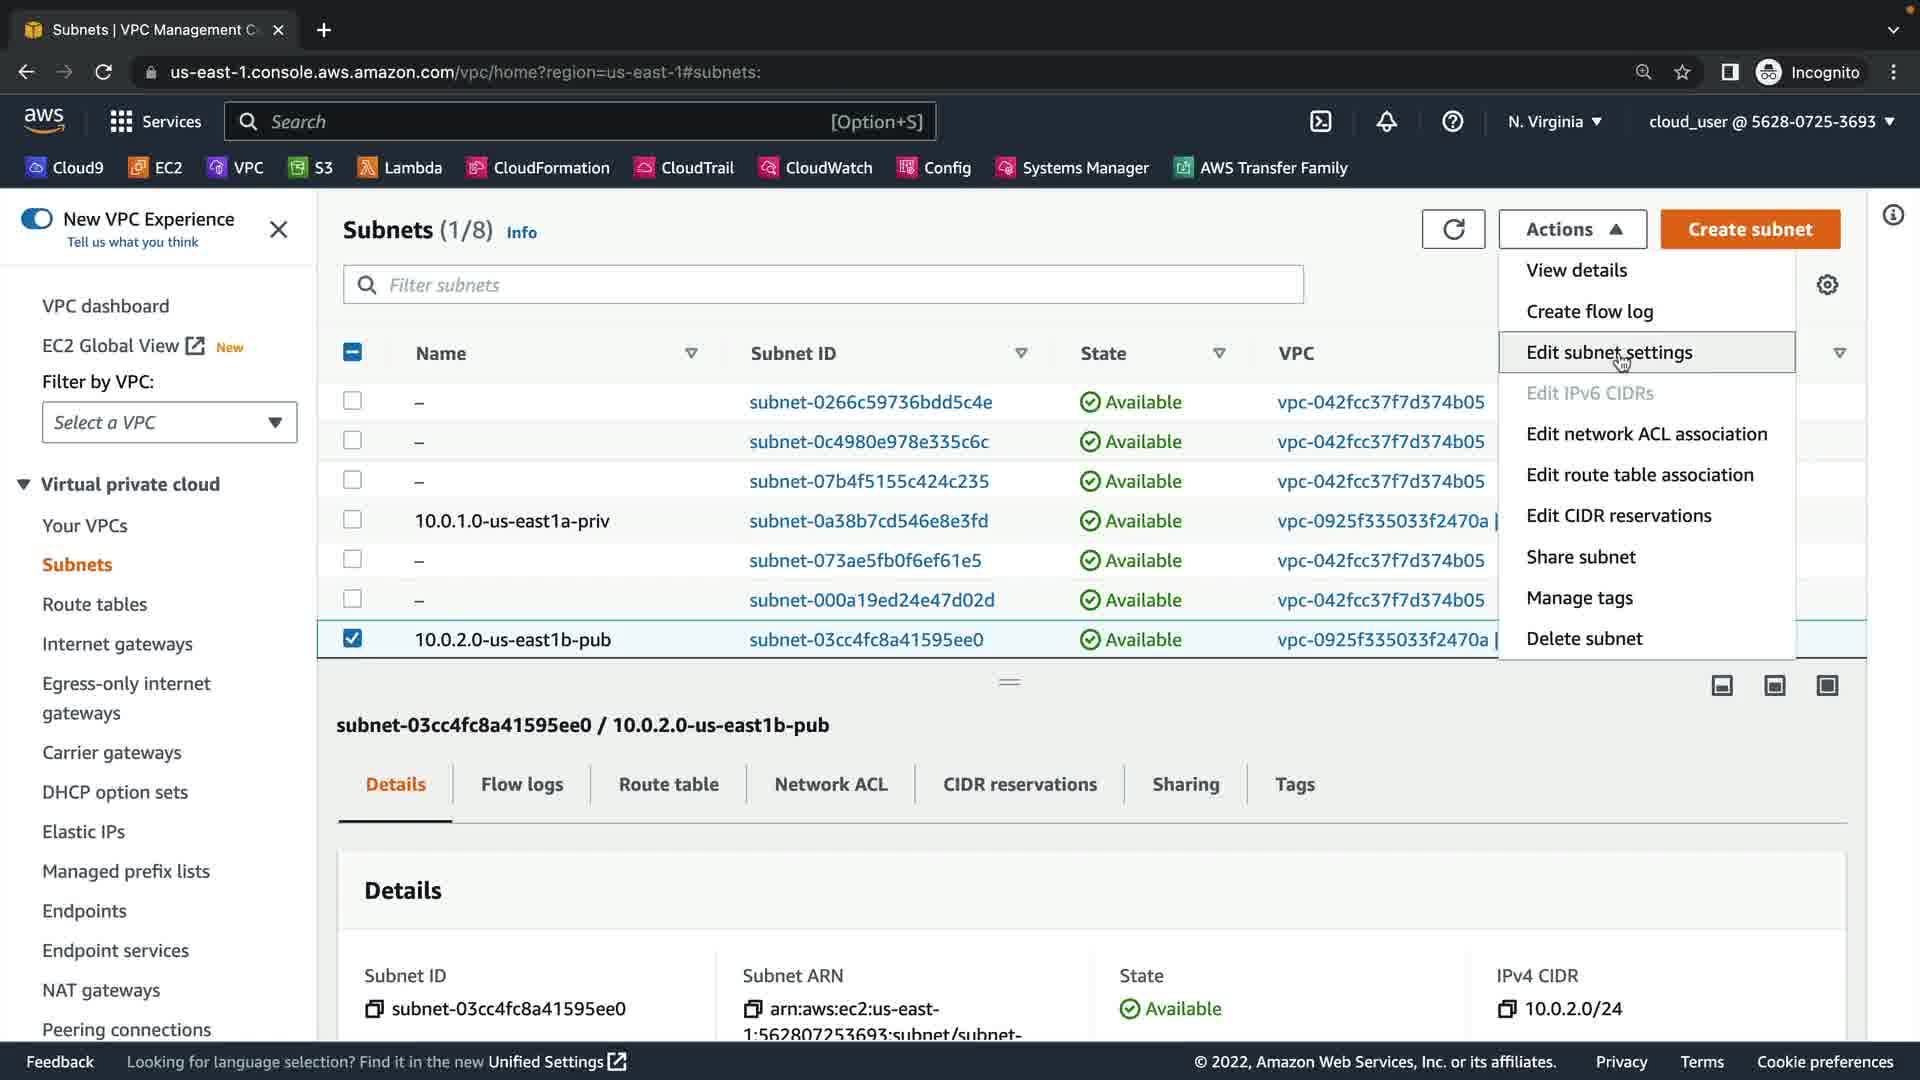 Subnets | VPC Management C
us-east-1.console.aws.amazon.com/vpc/home?region=us-east-1#subnets:
Incognito
aws
Services
Search
[Option+S]
N. Virginia
cloud_user @ 5628-0725-3693
Cloud9
EC2
VPC
S3
Lambda
CloudFormation
CloudTrail
CloudWatch
Config
Systems Manager
AWS Transfer Family
New VPC Experience
Tell us what you think
VPC dashboard
EC2 Global View New
Filter by VPC:
Select a VPC
Virtual private cloud
Your VPCs
Subnets
Route tables
Internet gateways
Egress-only internet
gateways
Carrier gateways
DHCP option sets
Elastic IPs
Managed prefix lists
Endpoints
Endpoint services
NAT gateways
Peering connections
Subnets (1/8) Info
Actions
Create subnet
Filter subnets
View details
Create flow log
Edit subnet settings
Edit IPv6 CIDRs
Edit network ACL association
Edit route table association
Edit CIDR reservations
Share subnet
Manage tags
Delete subnet
Name Subnet ID State VPC
– subnet-0266c59736bdd5c4e Available vpc-042fcc37f7d374b05
– subnet-0c4980e978e335c6c Available vpc-042fcc37f7d374b05
– subnet-07b4f5155c424c235 Available vpc-042fcc37f7d374b05
10.0.1.0-us-east1a-priv subnet-0a38b7cd546e8e3fd Available vpc-0925f335033f2470a |
– subnet-073ae5fb0f6ef61e5 Available vpc-042fcc37f7d374b05
– subnet-000a19ed24e47d02d Available vpc-042fcc37f7d374b05
10.0.2.0-us-east1b-pub subnet-03cc4fc8a41595ee0 Available vpc-0925f335033f2470a |
subnet-03cc4fc8a41595ee0 / 10.0.2.0-us-east1b-pub
Details
Flow logs
Route table
Network ACL
CIDR reservations
Sharing
Tags
Details
Subnet ID
subnet-03cc4fc8a41595ee0
Subnet ARN
arn:aws:ec2:us-east-
1:562807253693:subnet/subnet-
State
Available
IPv4 CIDR
10.0.2.0/24
Feedback
Looking for language selection? Find it in the new Unified Settings
© 2022, Amazon Web Services, Inc. or its affiliates.
Privacy
Terms
Cookie preferences